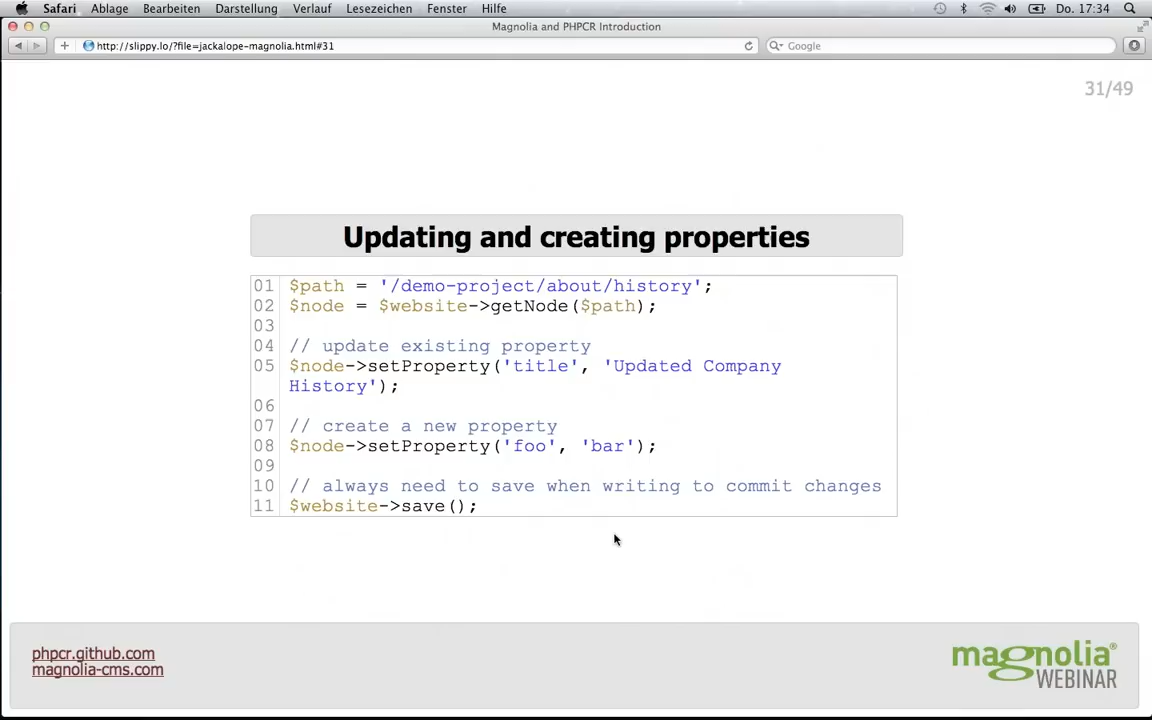 Safari Ablage Bearbeiten Darstellung Verlauf Lesezeichen Fenster Hilfe Do. 17:34
Magnolia and PHPCR Introduction
http://slippy.lo/?file=jackalope-magnolia.html#31 Google
31/49
Updating and creating properties
01 $path = '/demo-project/about/history';
02 $node = $website->getNode($path);
03
04 // update existing property
05 $node->setProperty('title', 'Updated Company
History');
06
07 // create a new property
08 $node->setProperty('foo', 'bar');
09
10 // always need to save when writing to commit changes
11 $website->save();
phpcr.github.com
magnolia-cms.com
magnolia®
WEBINAR